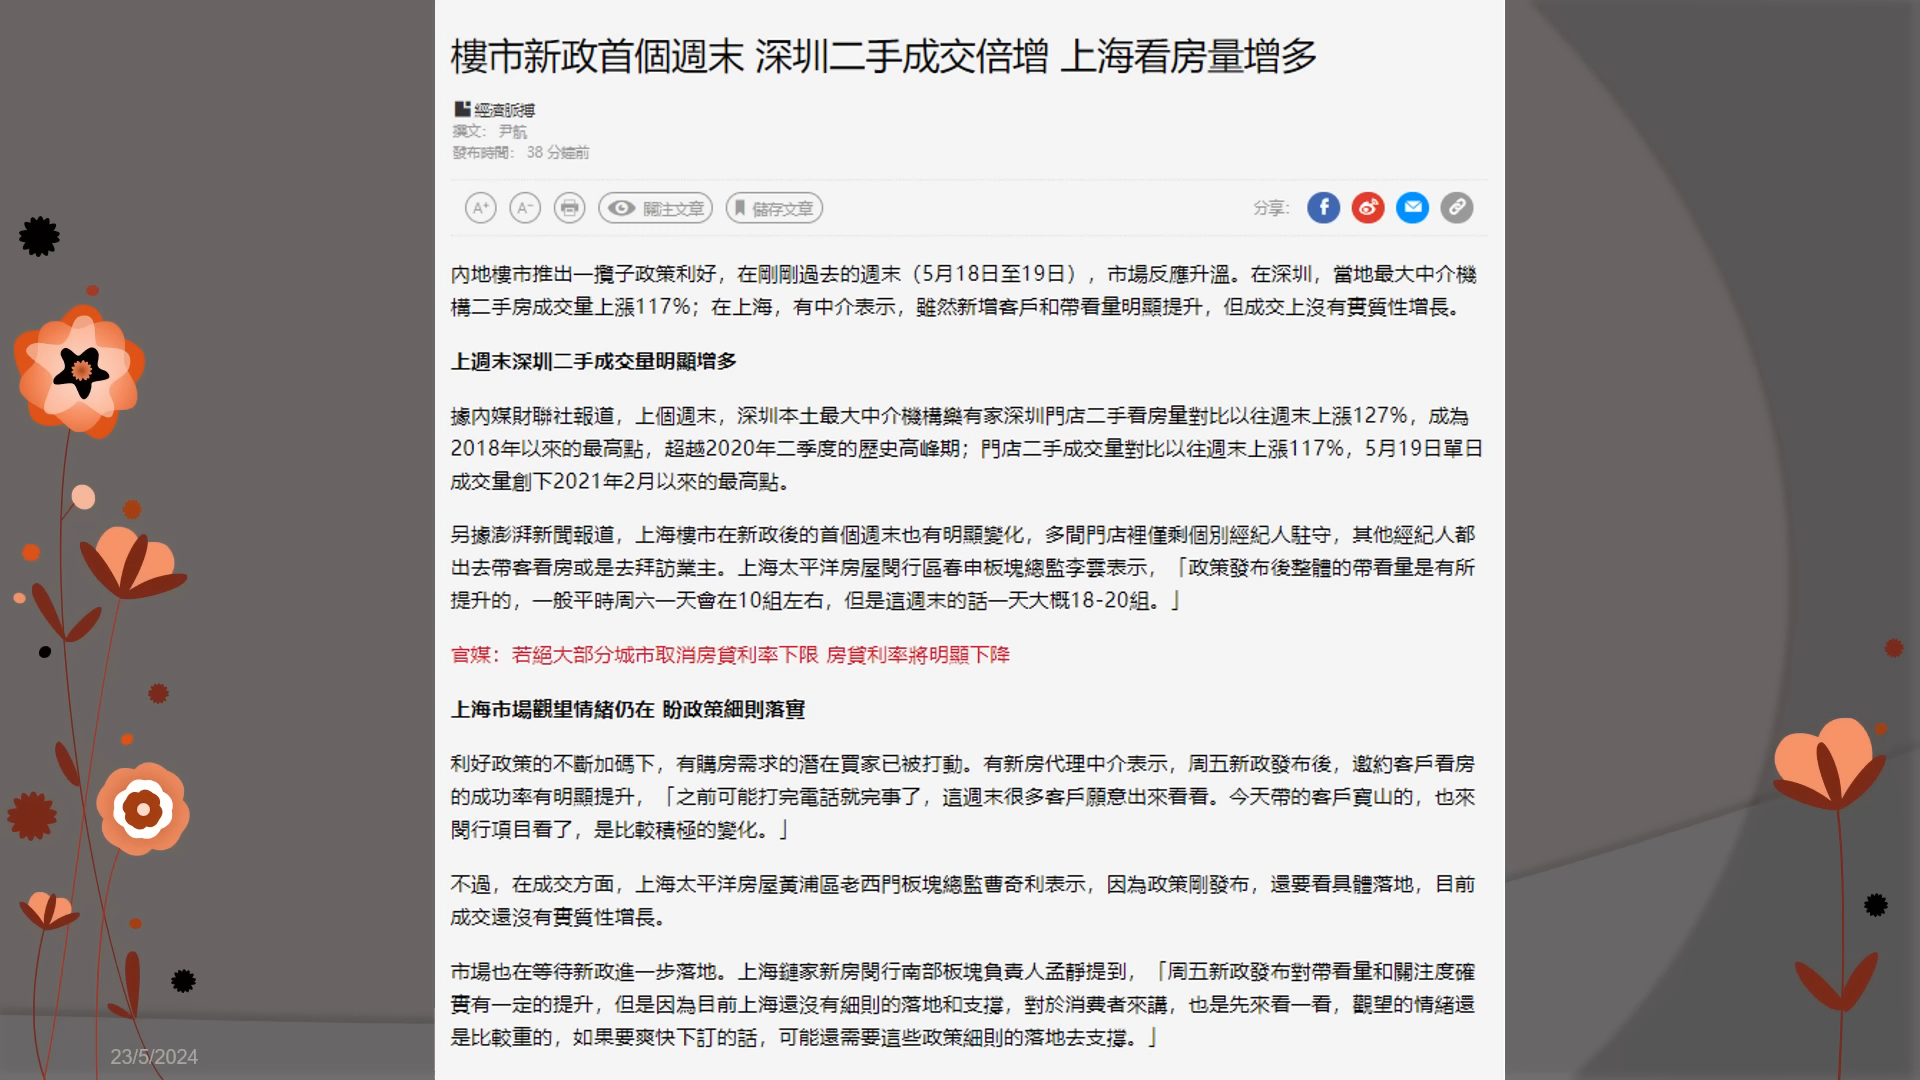 樓市新政首個週末 深圳二手成交倍增 上海看房量增多
經濟脈搏
撰文： 尹航
發布時間： 38 分鐘前
A+ A- 關注文章 儲存文章 分享：
內地樓市推出一攬子政策利好，在剛剛過去的週末（5月18日至19日），市場反應升溫。在深圳，當地最大中介機
構二手房成交量上漲117%；在上海，有中介表示，雖然新增客戶和帶看量明顯提升，但成交上沒有實質性增長。
上週末深圳二手成交量明顯增多
據內媒財聯社報道，上個週末，深圳本土最大中介機構樂有家深圳門店二手看房量對比以往週末上漲127%，成為
2018年以來的最高點，超越2020年二季度的歷史高峰期；門店二手成交量對比以往週末上漲117%，5月19日單日
成交量創下2021年2月以來的最高點。
另據澎湃新聞報道，上海樓市在新政後的首個週末也有明顯變化，多間門店裡僅剩個別經紀人駐守，其他經紀人都
出去帶客看房或是去拜訪業主。上海太平洋房屋閔行區春申板塊總監李雲表示，「政策發布後整體的帶看量是有所
提升的，一般平時周六一天會在10組左右，但是這週末的話一天大概18-20組。」
官媒：若絕大部分城市取消房貸利率下限 房貸利率將明顯下降
上海市場觀望情緒仍在 盼政策細則落實
利好政策的不斷加碼下，有購房需求的潛在買家已被打動。有新房代理中介表示，周五新政發布後，邀約客戶看房
的成功率有明顯提升，「之前可能打完電話就完事了，這週末很多客戶願意出來看看。今天帶的客戶寶山的，也來
閔行項目看了，是比較積極的變化。」
不過，在成交方面，上海太平洋房屋黃浦區老西門板塊總監曹奇利表示，因為政策剛發布，還要看具體落地，目前
成交還沒有實質性增長。
市場也在等待新政進一步落地。上海鏈家新房閔行南部板塊負責人孟靜提到，「周五新政發布對帶看量和關注度確
實有一定的提升，但是因為目前上海還沒有細則的落地和支撐，對於消費者來講，也是先來看一看，觀望的情緒還
是比較重的，如果要爽快下訂的話，可能還需要這些政策細則的落地去支撐。」
23/5/2024